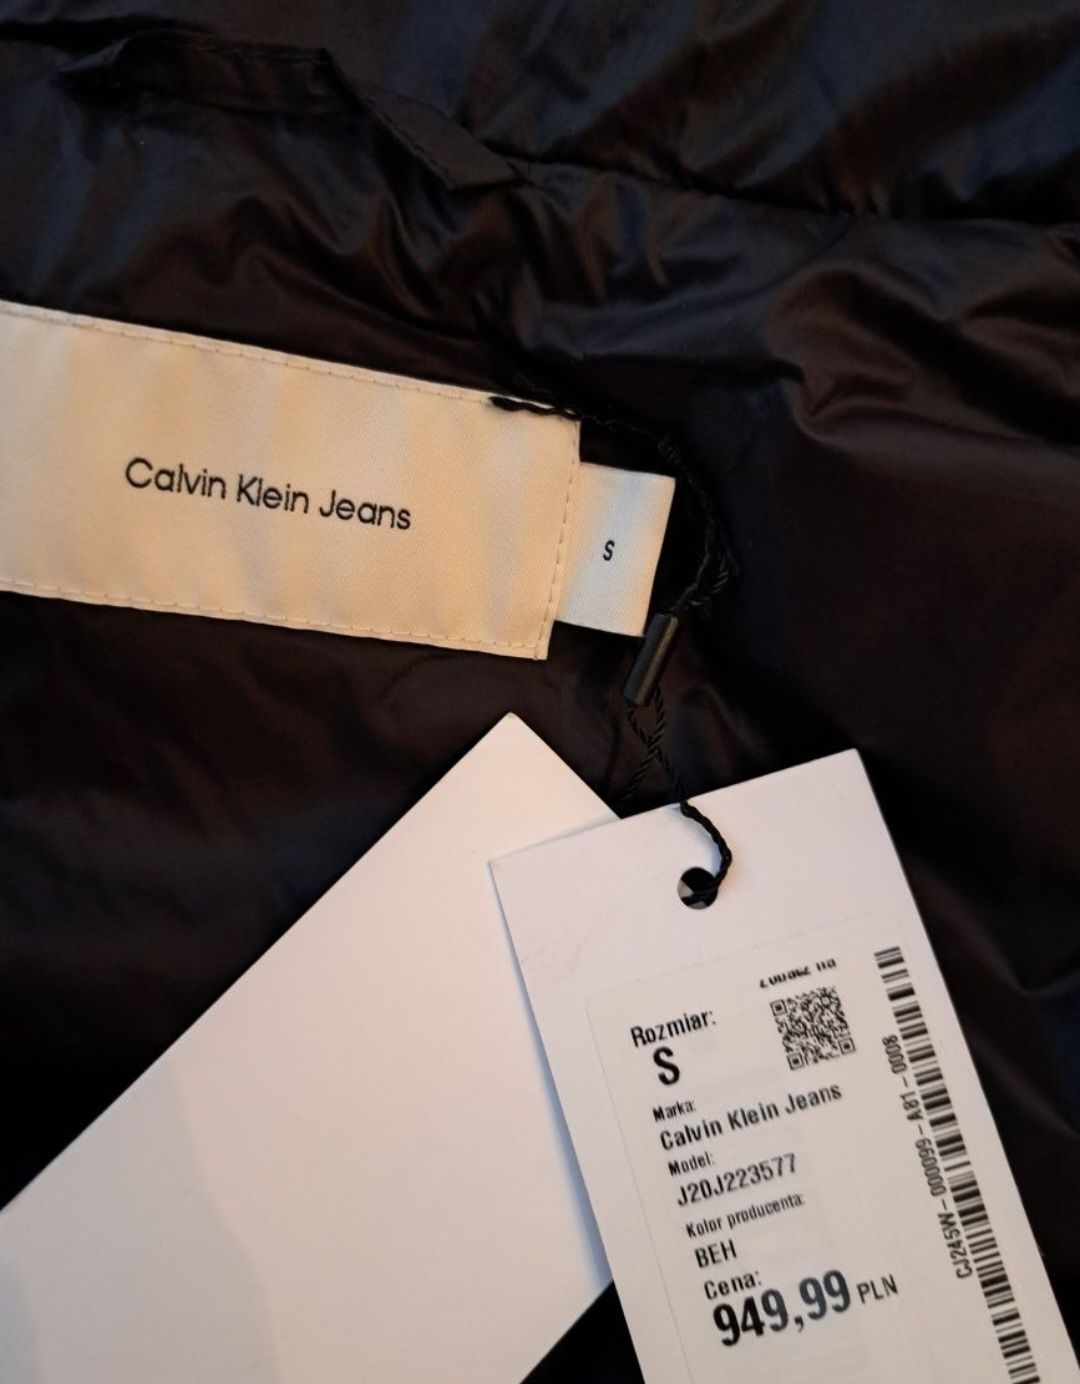 Calvin Klein Jeans
S
Rozmiar:
S
Marka:
Calvin Klein Jeans
Model:
J20J223577
Kolor producenta:
BEH
Cena:
949,99 PLN
CJ245W-000099-A81-0008